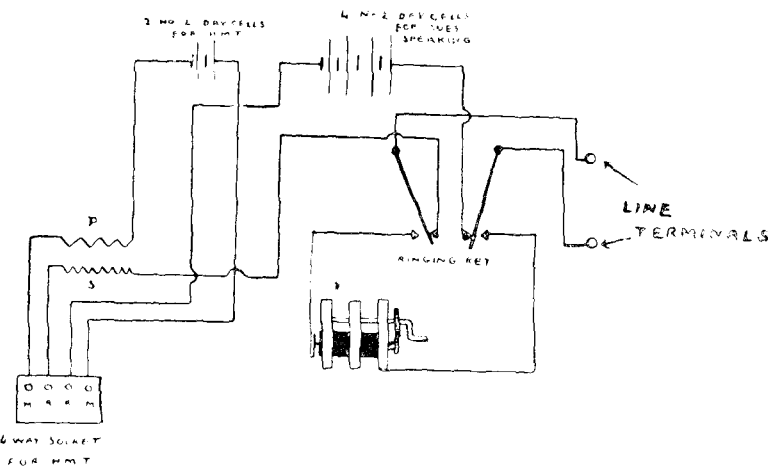 2 NO 2 DRY CELLS
FOR HMT
4 NO 2 DRY CELLS
FOR SUBS
SPEAKING
P
S
LINE
TERMINALS
RINGING KEY
M R R M
4 WAY SOCKET
FOR HMT